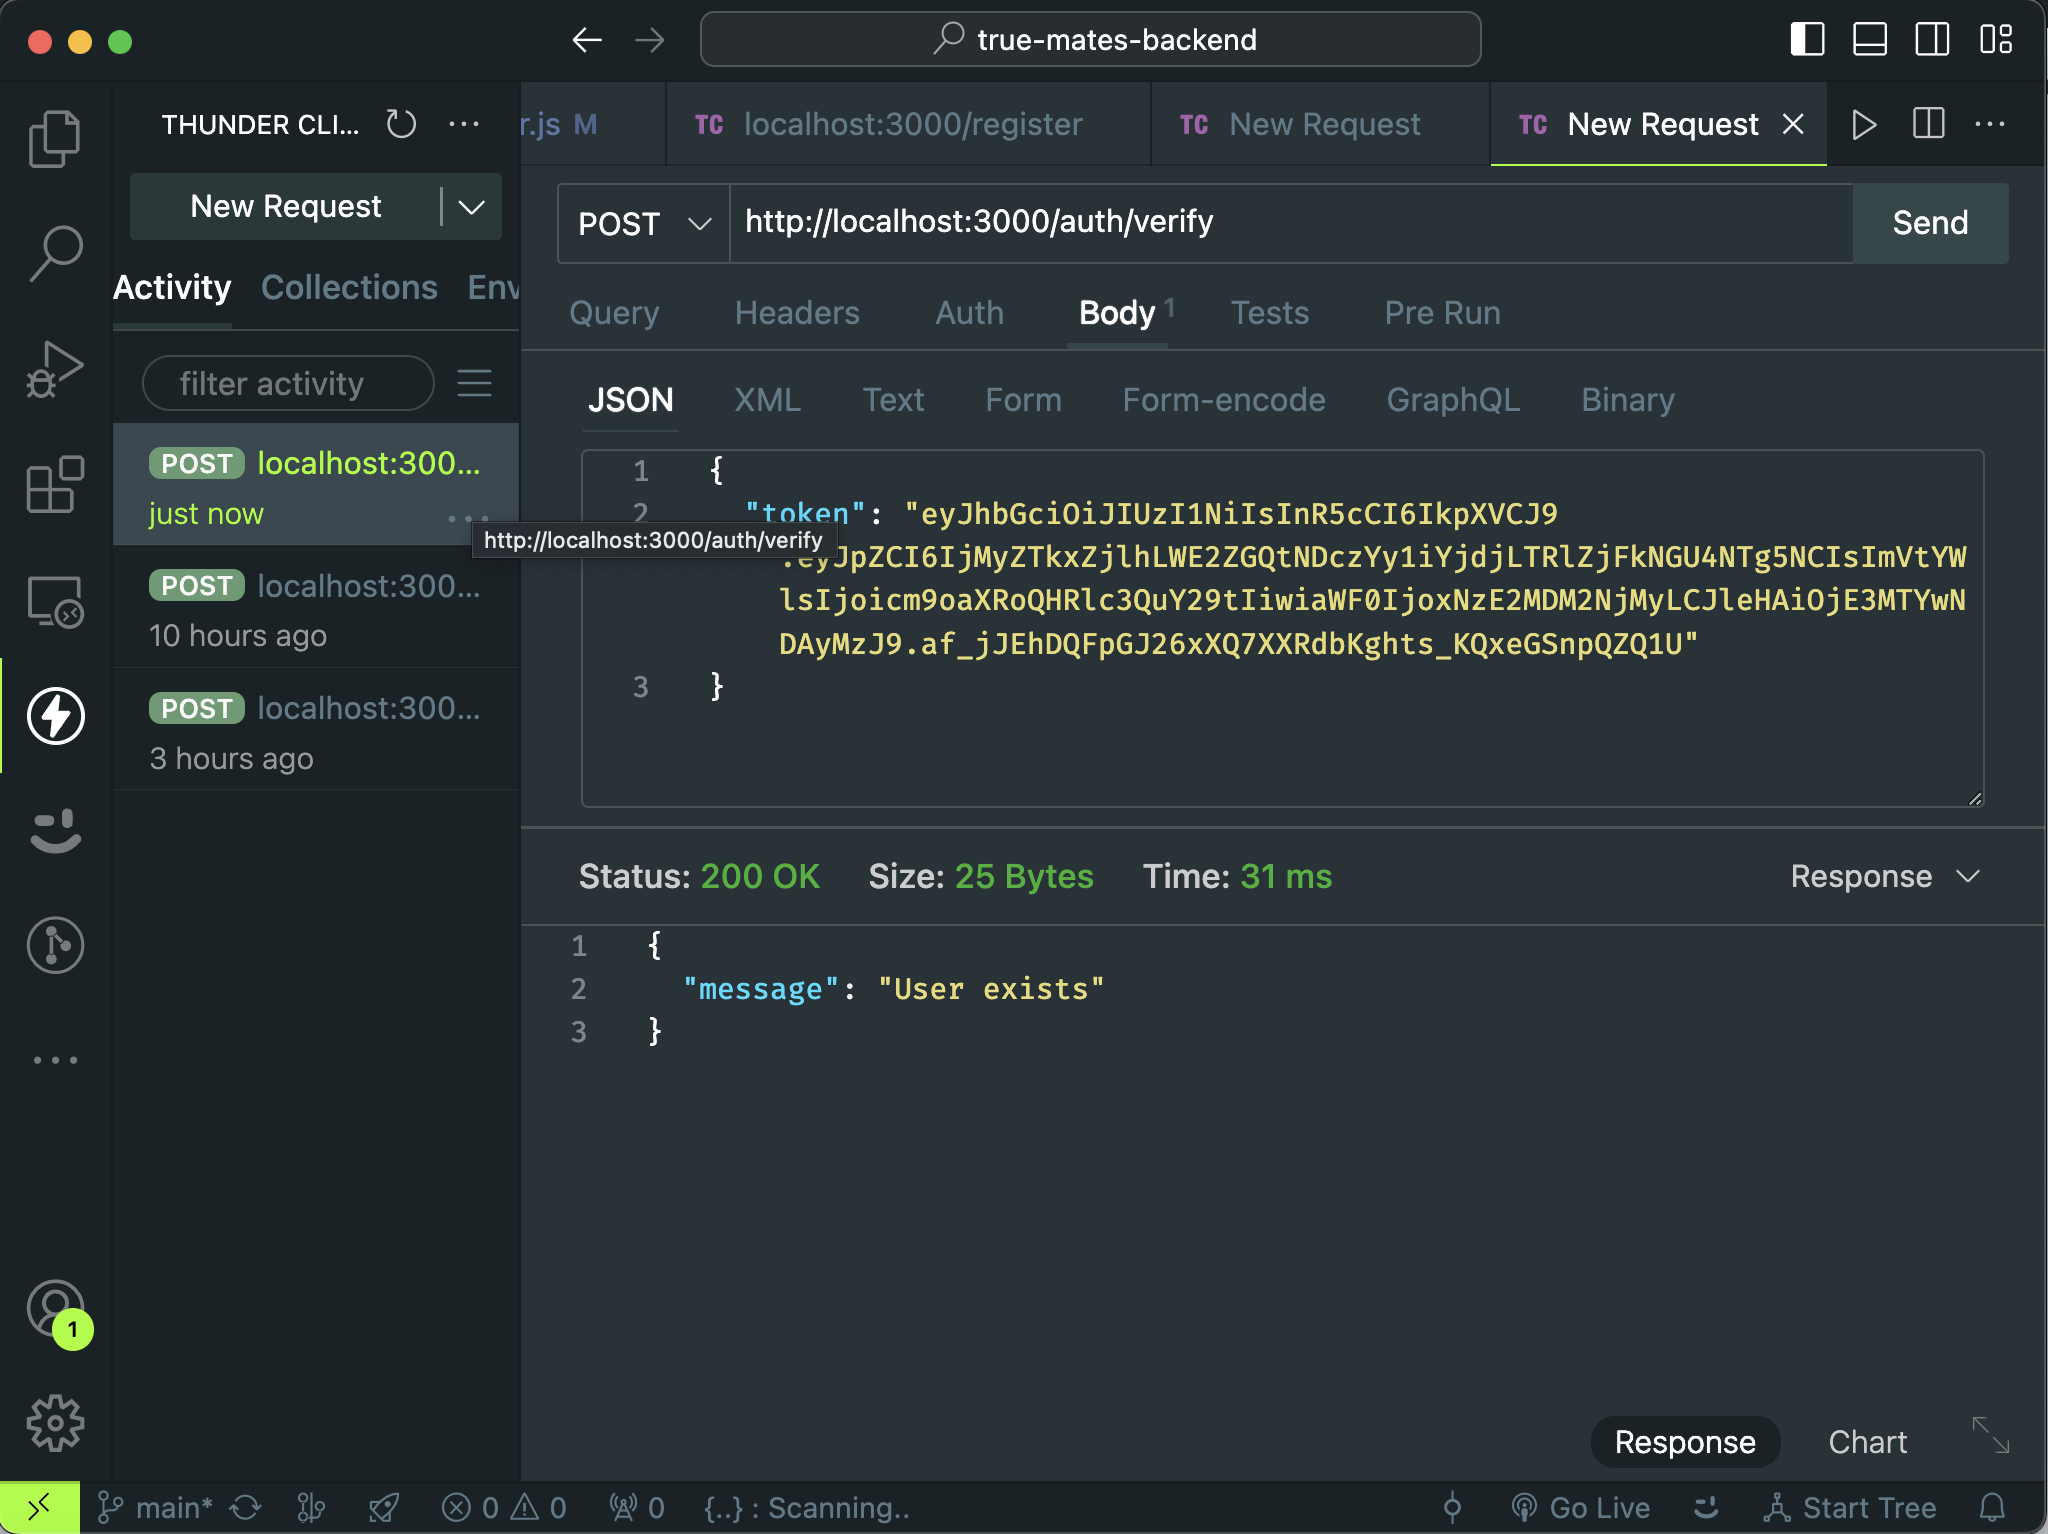 true-mates-backend
THUNDER CLI...
r.js M
TC localhost:3000/register
TC New Request
TC New Request
New Request
POST
http://localhost:3000/auth/verify
Send
Activity Collections Env
Query Headers Auth Body 1 Tests Pre Run
filter activity
JSON XML Text Form Form-encode GraphQL Binary
POST localhost:300...
just now
http://localhost:3000/auth/verify
POST localhost:300...
10 hours ago
POST localhost:300...
3 hours ago
1 {
2 "token": "eyJhbGciOiJIUzI1NiIsInR5cCI6IkpXVCJ9
.eyJpZCI6IjMyZTkxZjlhLWE2ZGQtNDczYy1iYjdjLTRlZjFkNGU4NTg5NCIsImVtYW
lsIjoicm9oaXRoQHRlc3QuY29tIiwiaWF0IjoxNzE2MDM2NjMyLCJleHAiOjE3MTYwN
DAyMzJ9.af_jJEhDQFpGJ26xXQ7XXRdbKghts_KQxeGSnpQZQ1U"
3 }
Status: 200 OK Size: 25 Bytes Time: 31 ms
Response
1 {
2 "message": "User exists"
3 }
1
Response Chart
main* 0 0 0 {..} : Scanning.. Go Live Start Tree